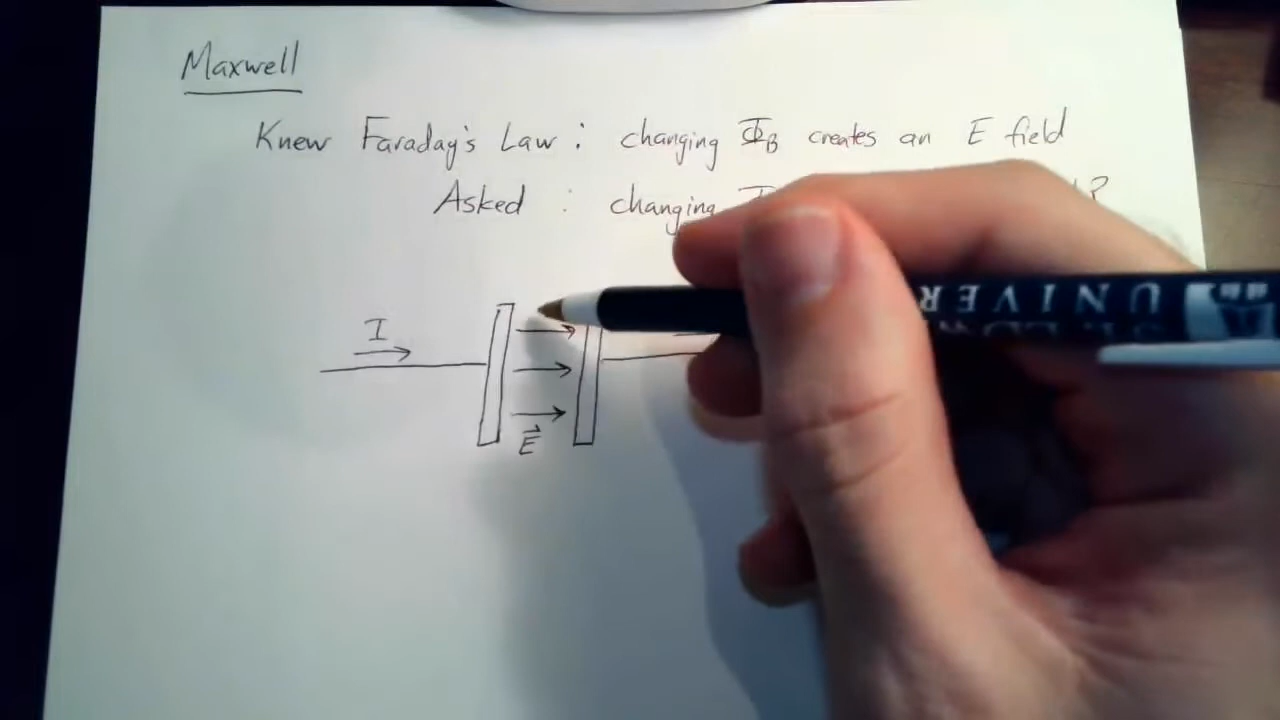 Maxwell
Knew Faraday's Law : changing Φ_B creates an E field
Asked : changing ?
I
E⃗
UNIVER